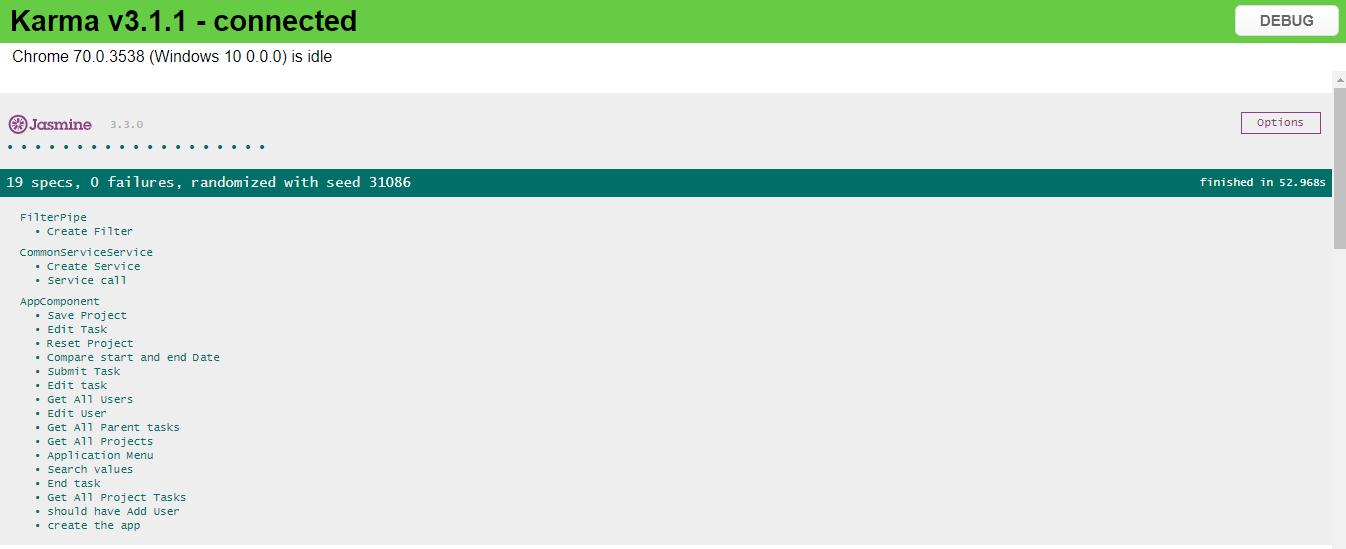 Karma v3.1.1 - connected
DEBUG
Chrome 70.0.3538 (Windows 10 0.0.0) is idle
Jasmine 3.3.0
Options
19 specs, 0 failures, randomized with seed 31086
finished in 52.968s
FilterPipe
• Create Filter
CommonServiceService
• Create Service
• Service call
AppComponent
• Save Project
• Edit Task
• Reset Project
• Compare start and end Date
• Submit Task
• Edit task
• Get All Users
• Edit User
• Get All Parent tasks
• Get All Projects
• Application Menu
• Search values
• End task
• Get All Project Tasks
• should have Add User
• create the app